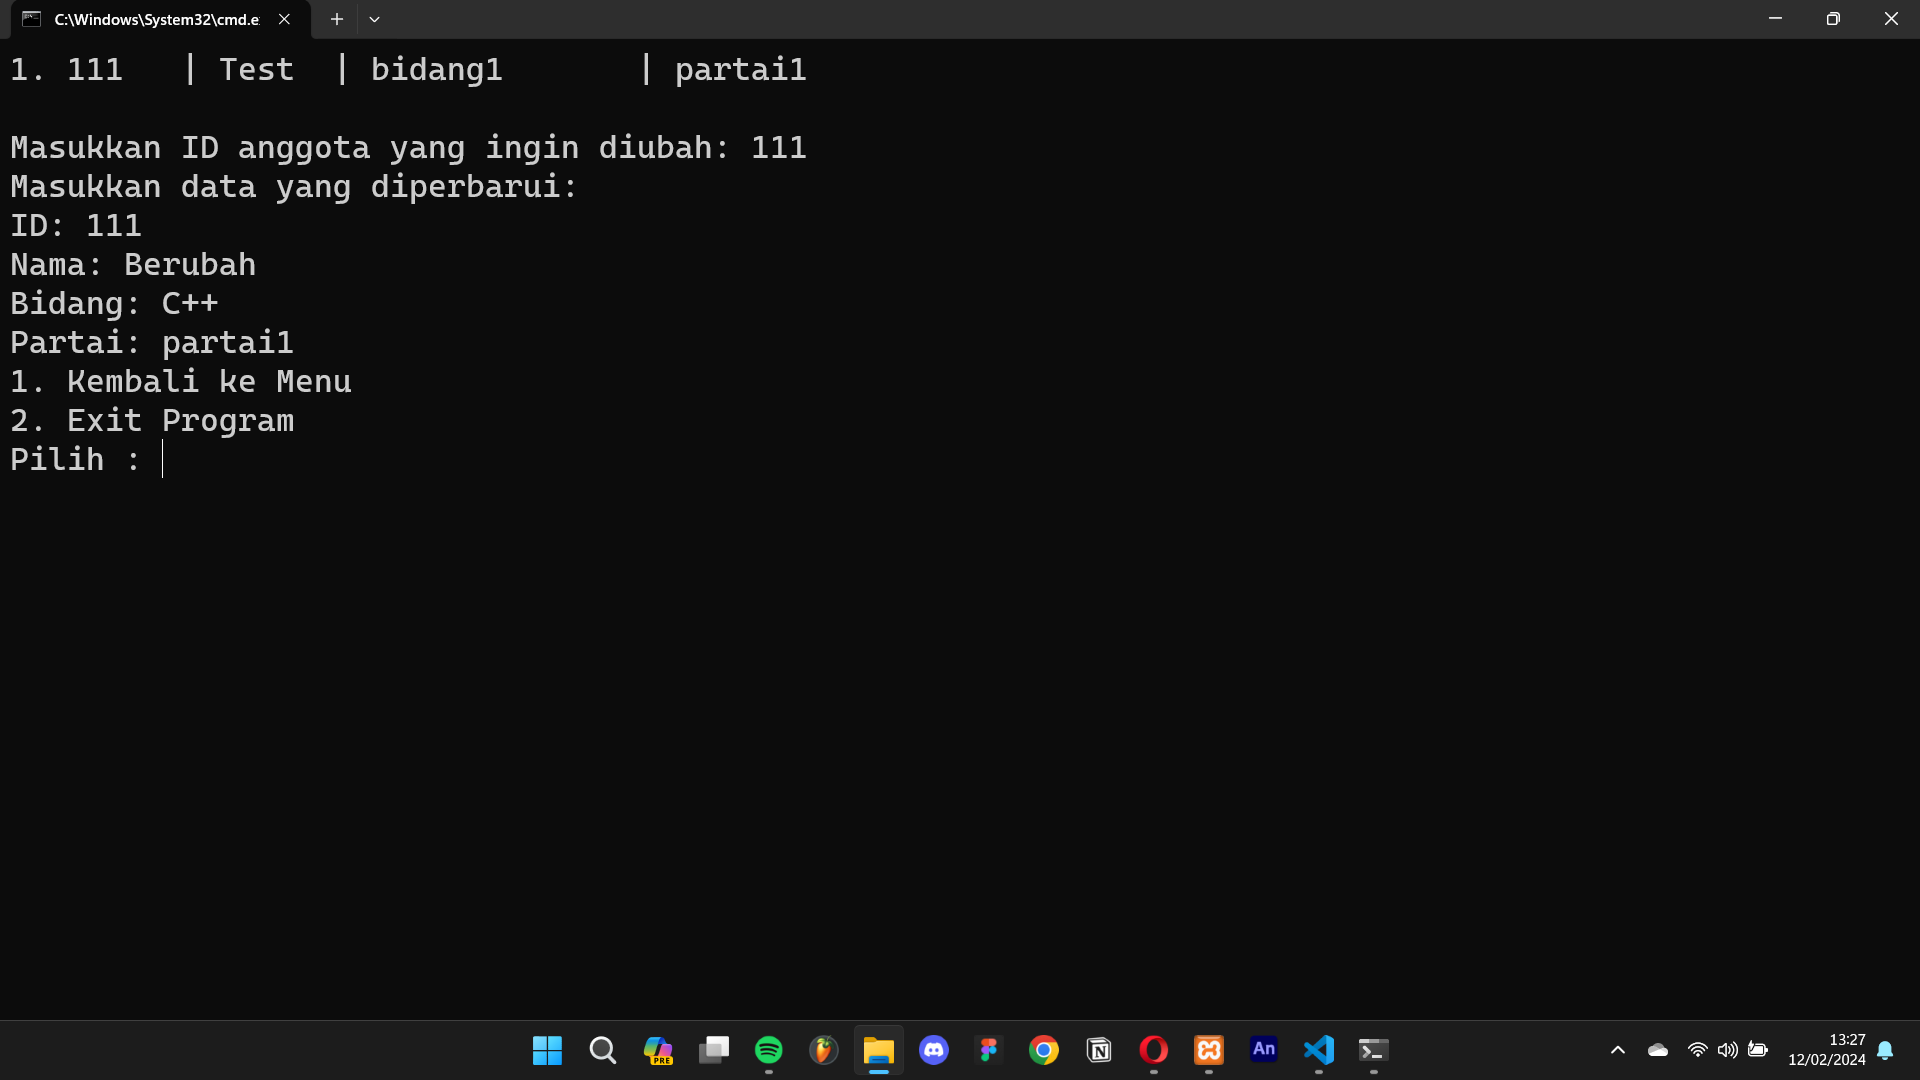 C:\Windows\System32\cmd.e
1. 111 | Test | bidang1 | partai1
Masukkan ID anggota yang ingin diubah: 111
Masukkan data yang diperbarui:
ID: 111
Nama: Berubah
Bidang: C++
Partai: partai1
1. Kembali ke Menu
2. Exit Program
Pilih :
PRE
An
13:27
12/02/2024